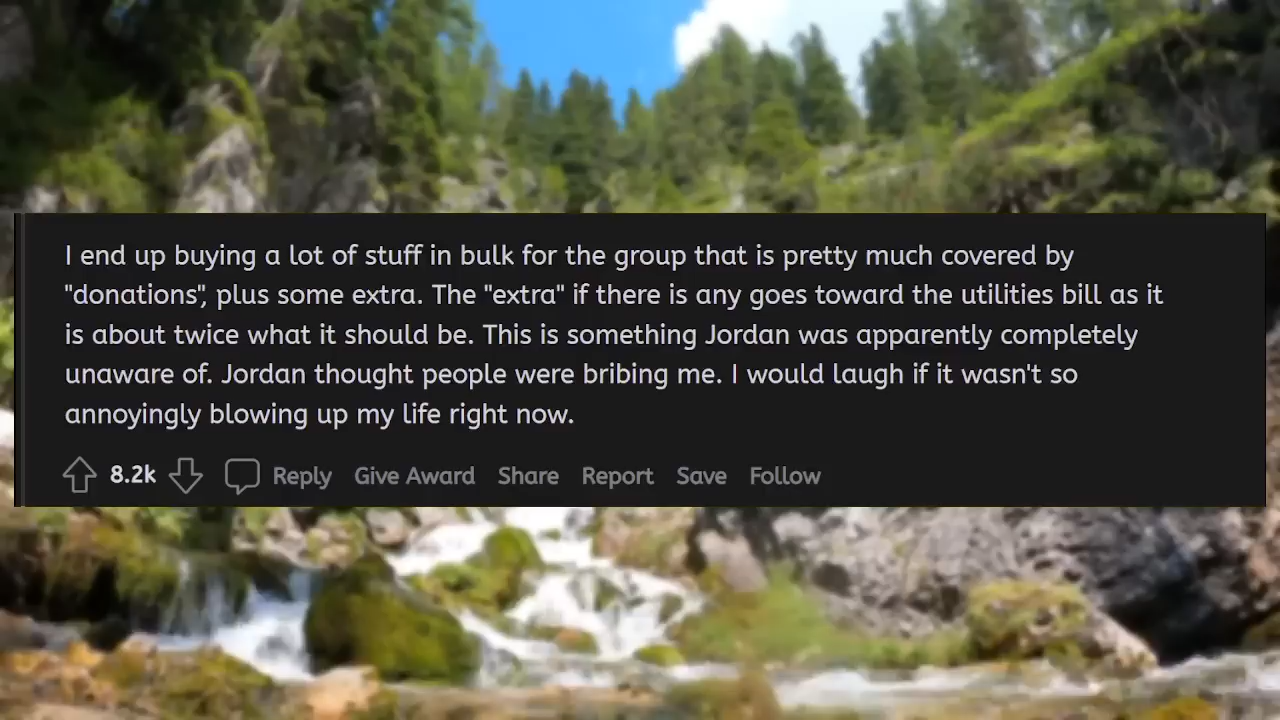 I end up buying a lot of stuff in bulk for the group that is pretty much covered by
"donations", plus some extra. The "extra" if there is any goes toward the utilities bill as it
is about twice what it should be. This is something Jordan was apparently completely
unaware of. Jordan thought people were bribing me. I would laugh if it wasn't so
annoyingly blowing up my life right now.
8.2k Reply Give Award Share Report Save Follow